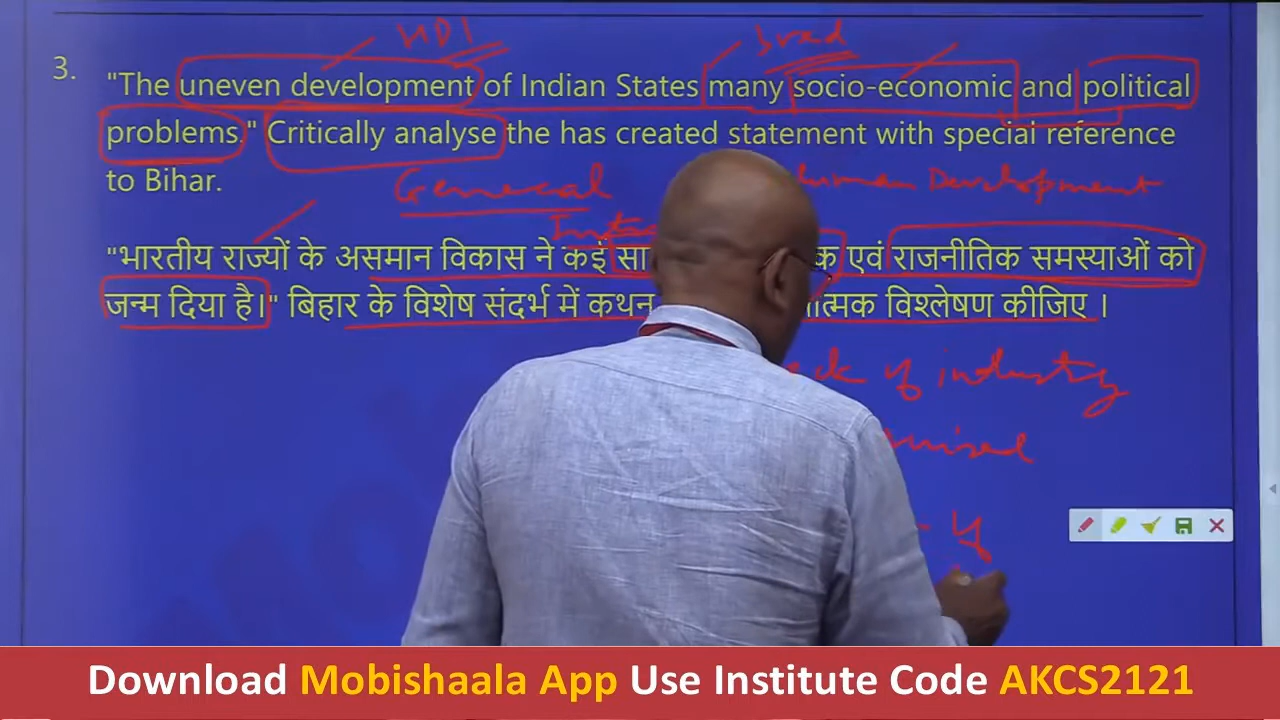 HDI
3.
"The uneven development of Indian States many socio-economic and political
problems." Critically analyse the has created statement with special reference
to Bihar.
General
human Development
"भारतीय राज्यों के असमान विकास ने कई सा क एवं राजनीतिक समस्याओं को
जन्म दिया है।" बिहार के विशेष संदर्भ में कथन त्मक विश्लेषण कीजिए ।
of industry
Download Mobishaala App Use Institute Code AKCS2121